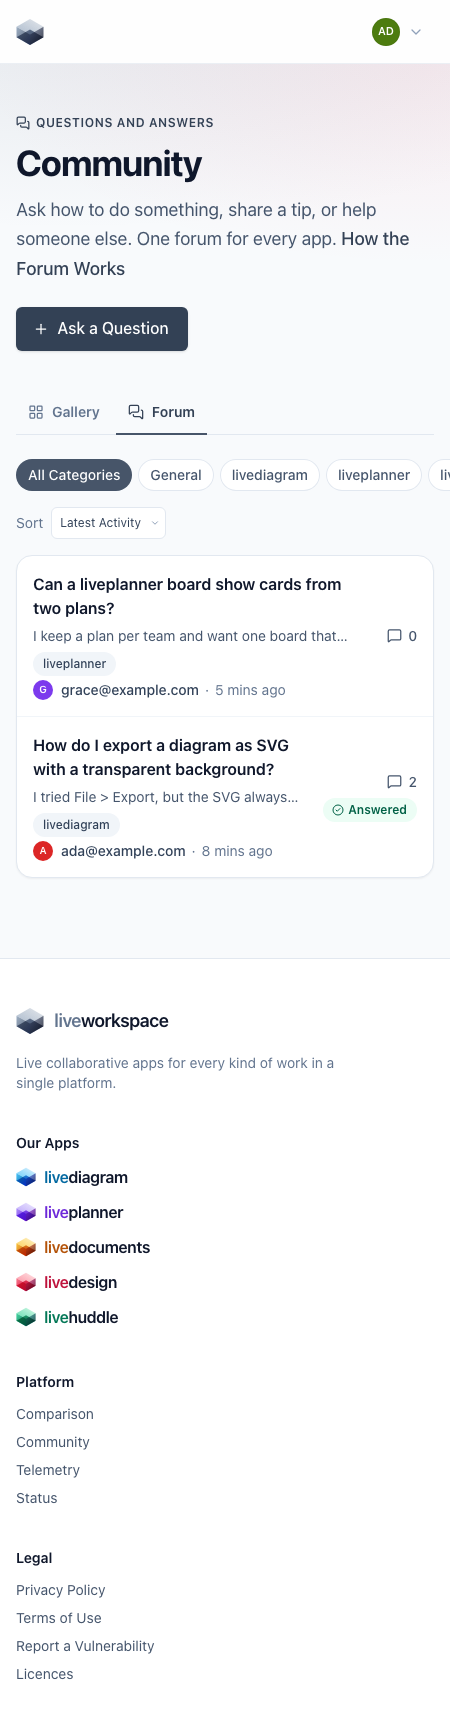 AD
QUESTIONS AND ANSWERS
Community
Ask how to do something, share a tip, or help
someone else. One forum for every app. How the
Forum Works
+ Ask a Question
Gallery
Forum
All Categories
General
livediagram
liveplanner
Sort
Latest Activity
Can a liveplanner board show cards from
two plans?
I keep a plan per team and want one board that...
0
liveplanner
G
grace@example.com · 5 mins ago
How do I export a diagram as SVG
with a transparent background?
2
I tried File > Export, but the SVG always...
Answered
livediagram
A
ada@example.com · 8 mins ago
liveworkspace
Live collaborative apps for every kind of work in a
single platform.
Our Apps
livediagram
liveplanner
livedocuments
livedesign
livehuddle
Platform
Comparison
Community
Telemetry
Status
Legal
Privacy Policy
Terms of Use
Report a Vulnerability
Licences